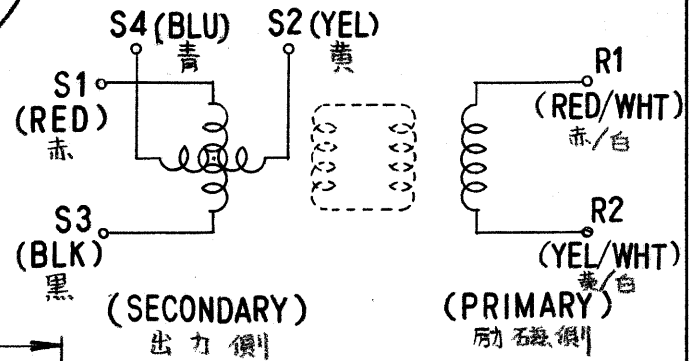 S4 (BLU)
青
S2 (YEL)
黄
S1
(RED)
赤
S3
(BLK)
黒
(SECONDARY)
出力側
R1
(RED/WHT)
赤/白
R2
(YEL/WHT)
黄/白
(PRIMARY)
励磁側